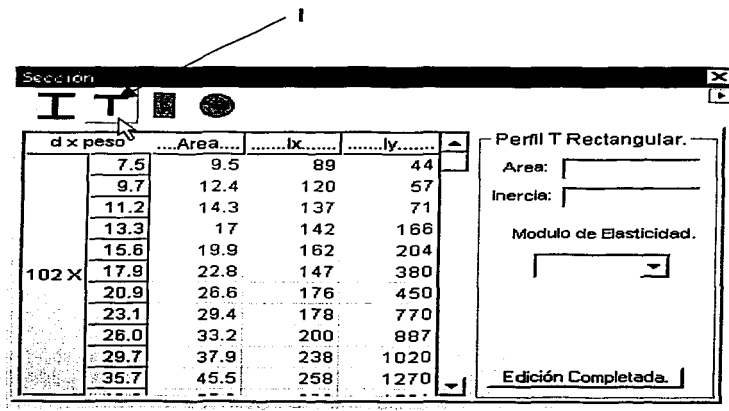 1
Sección
d x peso ....Area.... .......Ix....... .......Iy.......
7.5 9.5 89 44
9.7 12.4 120 57
11.2 14.3 137 71
13.3 17 142 166
15.6 19.9 162 204
102 X 17.9 22.8 147 380
20.9 26.6 176 450
23.1 29.4 178 770
26.0 33.2 200 887
29.7 37.9 238 1020
35.7 45.5 258 1270
Perfil T Rectangular.
Area:
Inercia:
Modulo de Elasticidad.
Edición Completada.